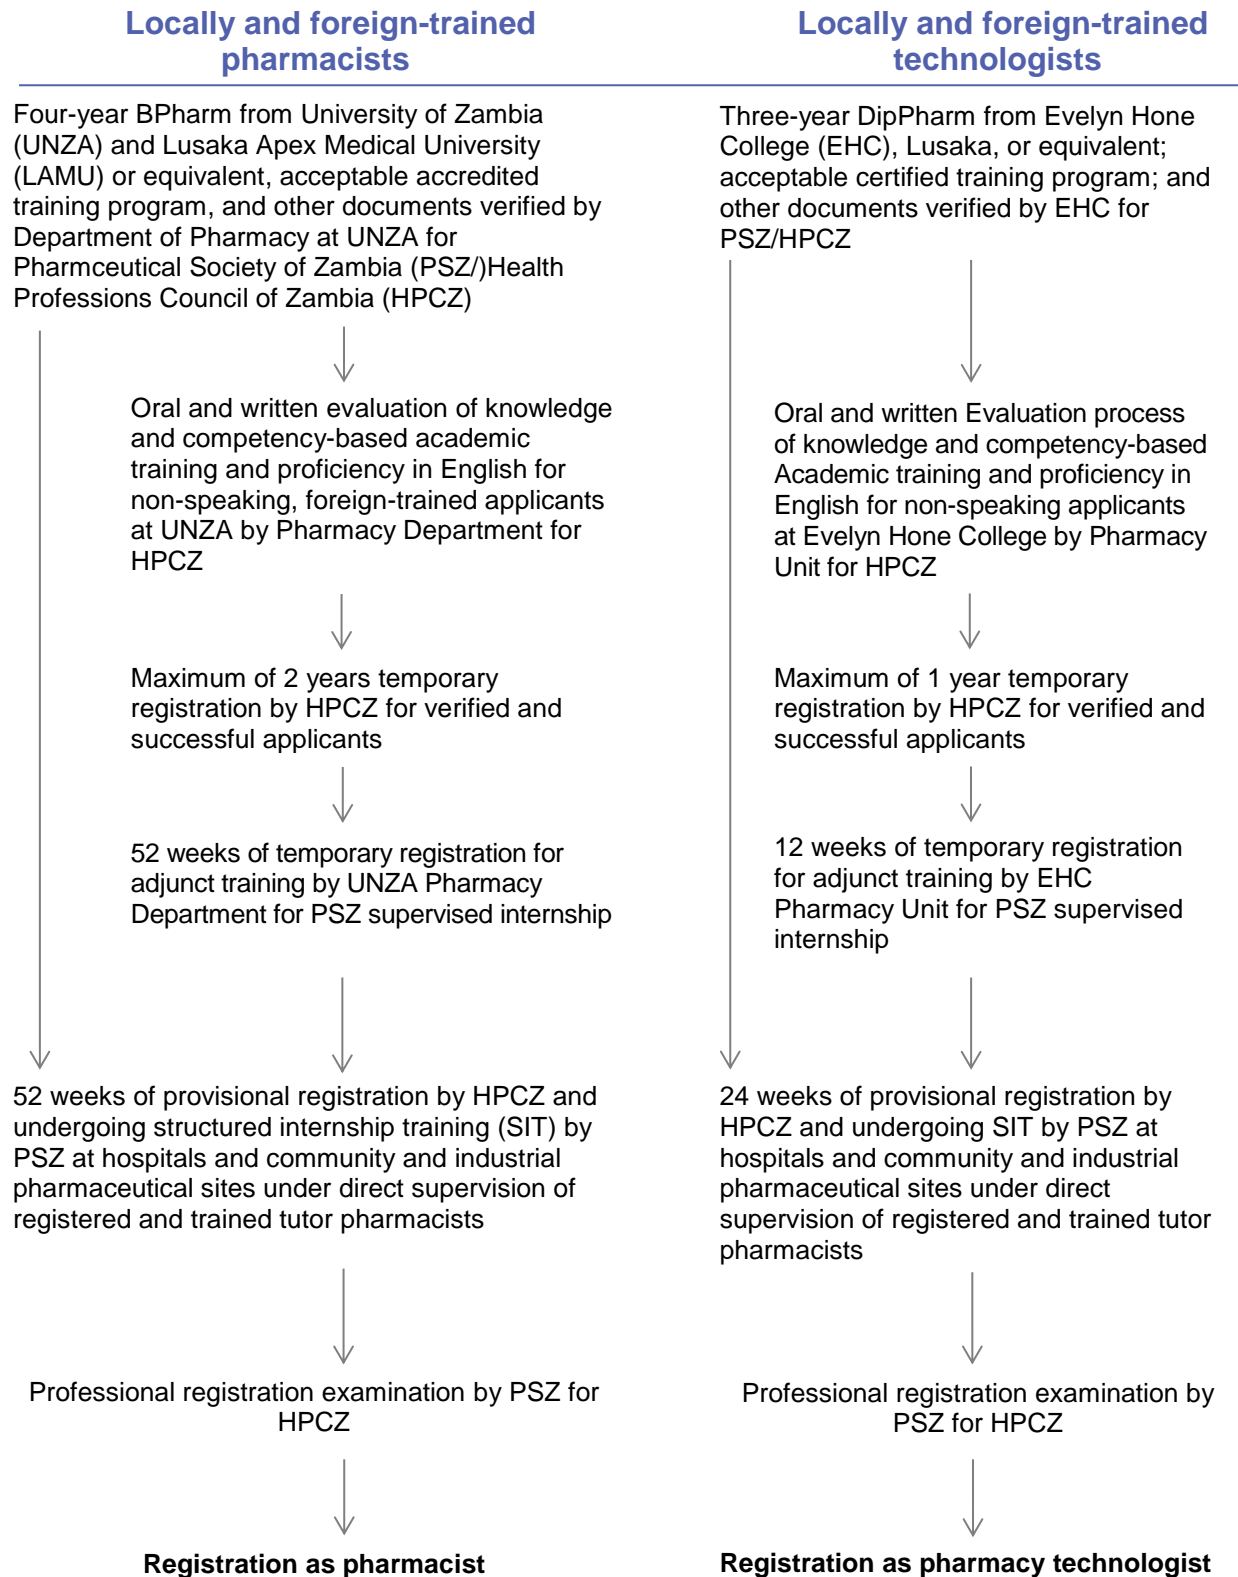 Locally and foreign-trained
pharmacists
Four-year BPharm from University of Zambia
(UNZA) and Lusaka Apex Medical University
(LAMU) or equivalent, acceptable accredited
training program, and other documents verified by
Department of Pharmacy at UNZA for
Pharmceutical Society of Zambia (PSZ/)Health
Professions Council of Zambia (HPCZ)
Oral and written evaluation of knowledge
and competency-based academic
training and proficiency in English for
non-speaking, foreign-trained applicants
at UNZA by Pharmacy Department for
HPCZ
Maximum of 2 years temporary
registration by HPCZ for verified and
successful applicants
52 weeks of temporary registration for
adjunct training by UNZA Pharmacy
Department for PSZ supervised internship
52 weeks of provisional registration by HPCZ and
undergoing structured internship training (SIT) by
PSZ at hospitals and community and industrial
pharmaceutical sites under direct supervision of
registered and trained tutor pharmacists
Professional registration examination by PSZ for
HPCZ
Registration as pharmacist
Locally and foreign-trained
technologists
Three-year DipPharm from Evelyn Hone
College (EHC), Lusaka, or equivalent;
acceptable certified training program; and
other documents verified by EHC for
PSZ/HPCZ
Oral and written Evaluation process
of knowledge and competency-based
Academic training and proficiency in
English for non-speaking applicants
at Evelyn Hone College by Pharmacy
Unit for HPCZ
Maximum of 1 year temporary
registration by HPCZ for verified and
successful applicants
12 weeks of temporary registration
for adjunct training by EHC
Pharmacy Unit for PSZ supervised
internship
24 weeks of provisional registration by
HPCZ and undergoing SIT by PSZ at
hospitals and community and industrial
pharmaceutical sites under direct
supervision of registered and trained tutor
pharmacists
Professional registration examination by
PSZ for HPCZ
Registration as pharmacy technologist